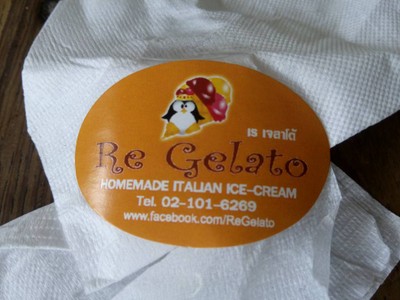 เร เจลาโต้
Re Gelato
HOMEMADE ITALIAN ICE-CREAM
Tel. 02-101-6269
www.facebook.com/ReGelato